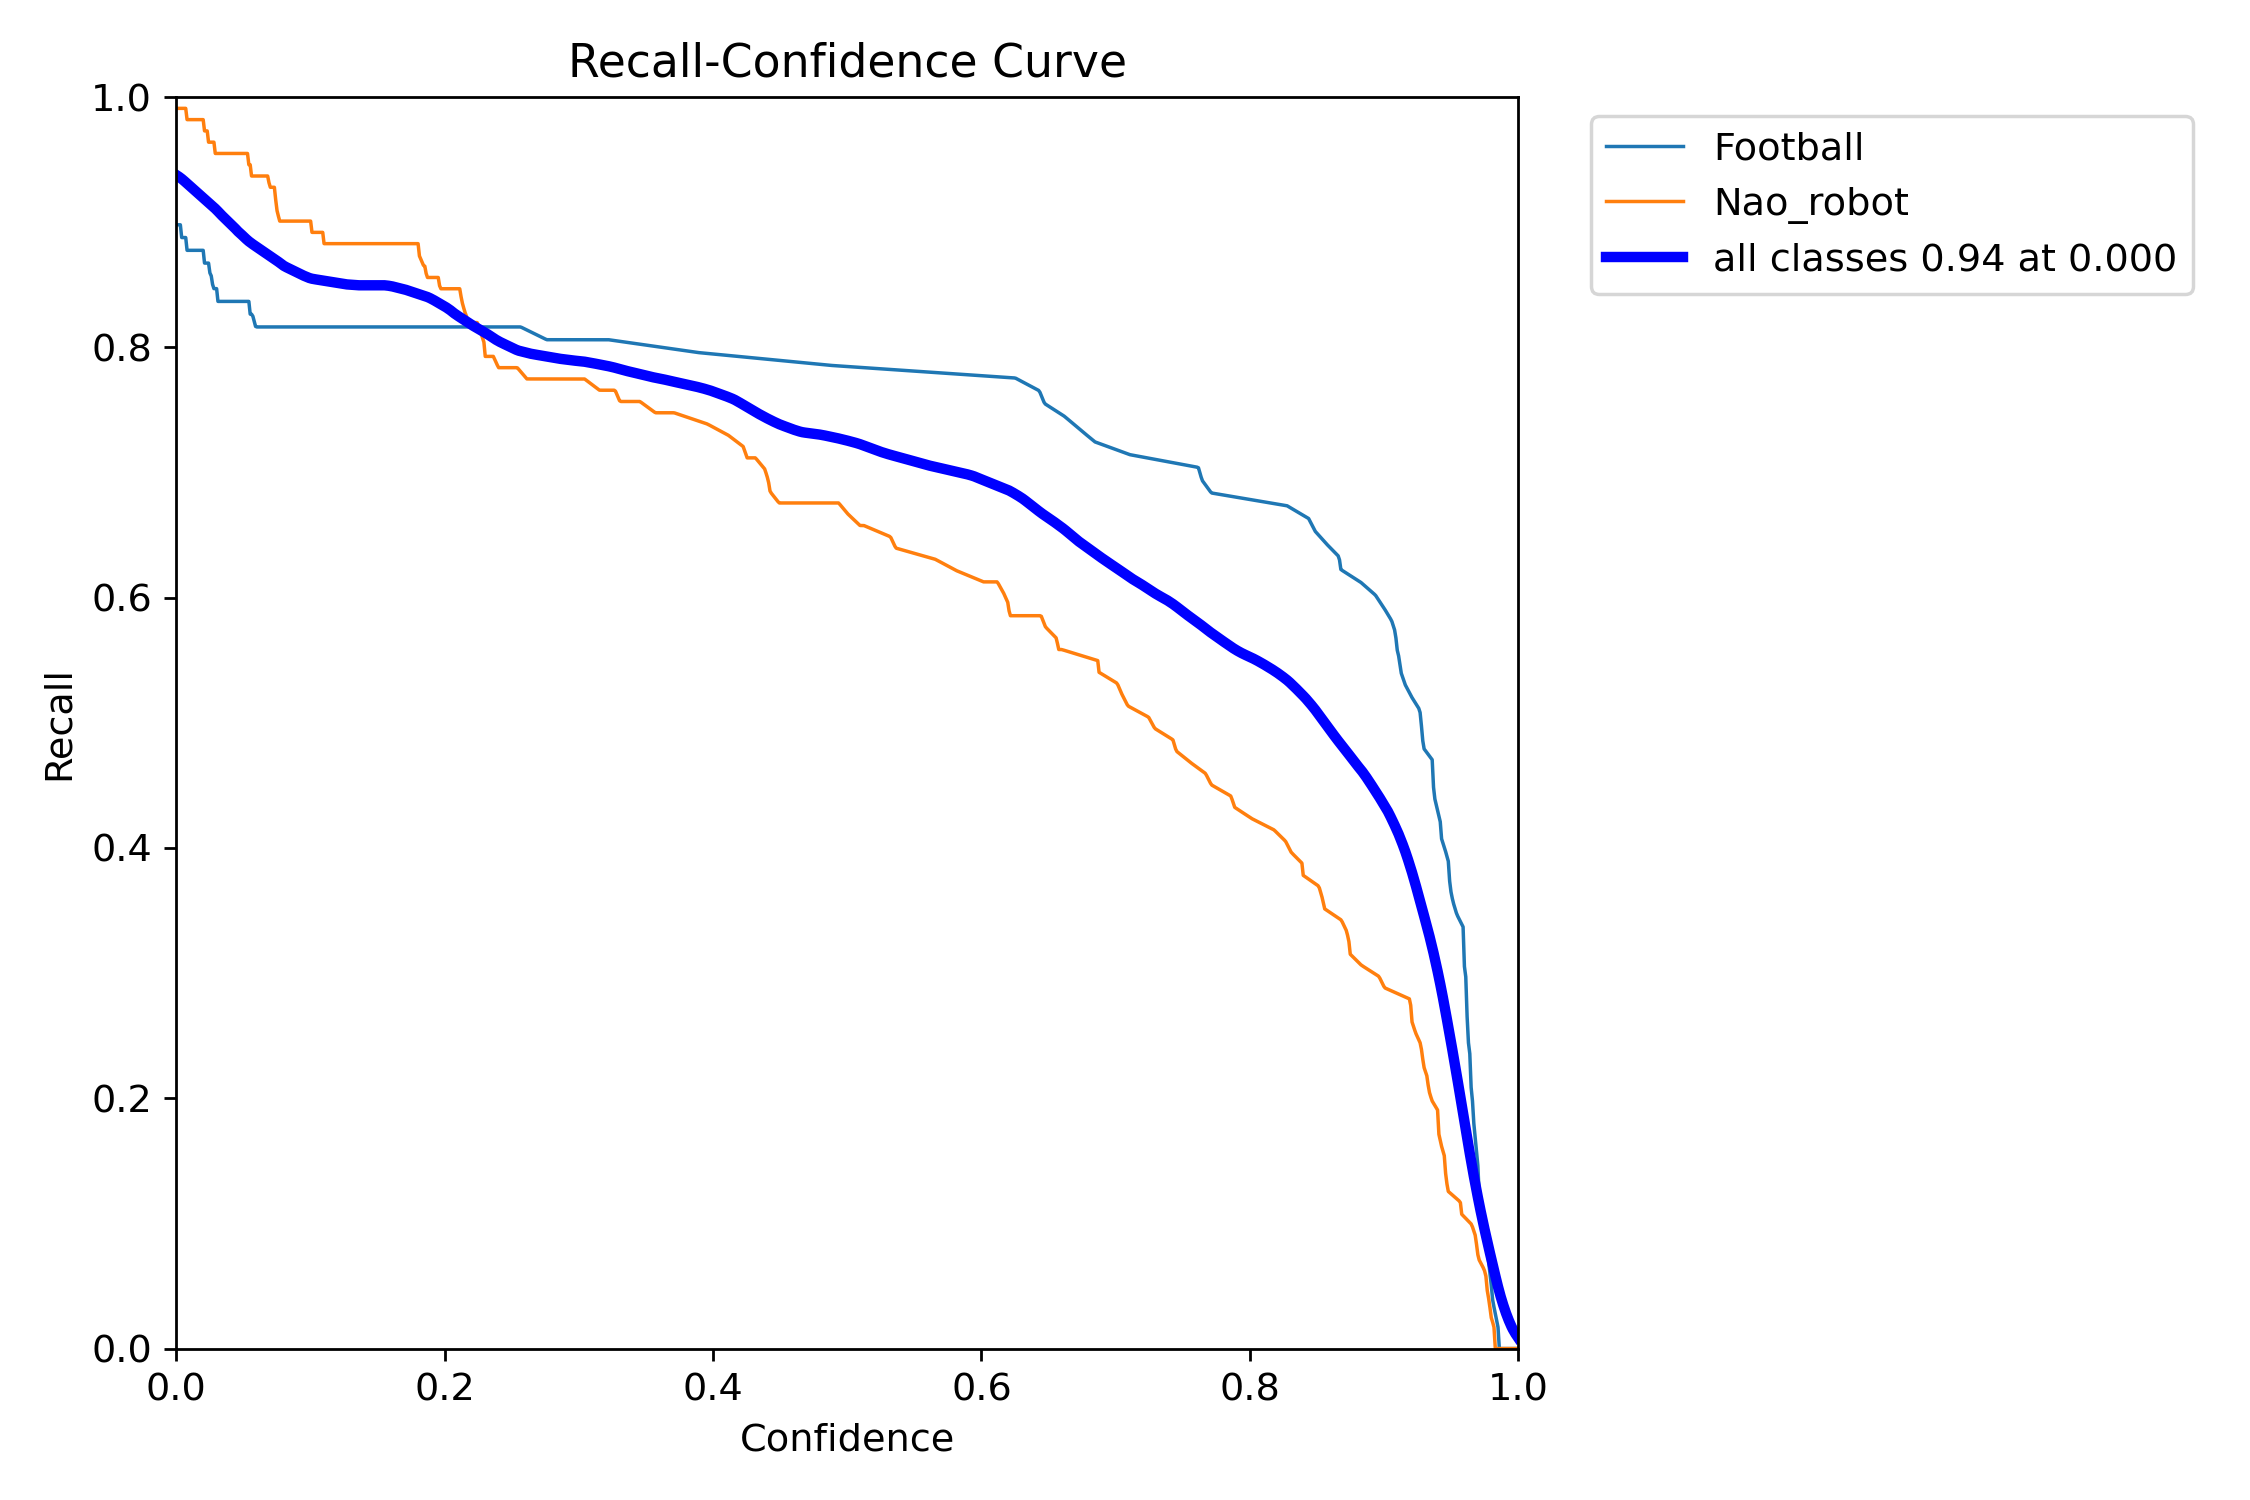 Recall-Confidence Curve
Football
Nao_robot
all classes 0.94 at 0.000
1.0
0.8
0.6
0.4
0.2
0.0
Recall
0.0 0.2 0.4 0.6 0.8 1.0
Confidence